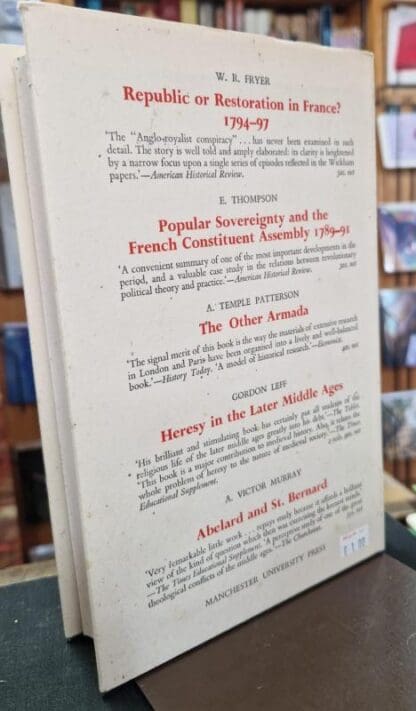 W. R. FRYER
Republic or Restoration in France?
1794–97
'The "Anglo-royalist conspiracy" . . . has never been examined in such
detail. The story is well told and amply elaborated: its clarity is heightened
by a narrow focus upon a single series of episodes reflected in the Wickham
papers.'—American Historical Review. net
E. THOMPSON
Popular Sovereignty and the
French Constituent Assembly 1789–91
'A convenient summary of one of the most important developments in the
period, and a valuable case study in the relations between revolutionary
political theory and practice.'—American Historical Review. net
A. TEMPLE PATTERSON
The Other Armada
'The signal merit of this book is the way the materials of extensive research
in London and Paris have been organised into a lively and well-balanced
book.'—History Today. 'A model of historical research.'—Economica. net
GORDON LEFF
Heresy in the Later Middle Ages
'His brilliant and stimulating book has certainly put all students of the
religious life of the later middle ages greatly into his debt.'—The Tablet.
'This book is a major contribution to medieval history. Also, it relates the
whole problem of heresy to the nature of medieval society.'—The Times
Educational Supplement. 2 vols. net
A. VICTOR MURRAY
Abelard and St. Bernard
'Very remarkable little work . . . repays study because it affords a brilliant
view of the kind of question which then was exercising the keenest minds.'
—The Times Educational Supplement. 'A perceptive study of one of the great
theological conflicts of the middle ages.'—The Churchman. net
MANCHESTER UNIVERSITY PRESS